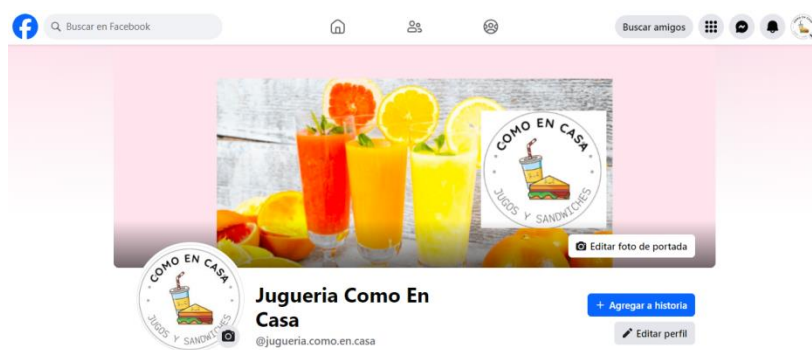 Buscar en Facebook
Buscar amigos
COMO EN CASA
JUGOS Y SANDWICHES
Editar foto de portada
COMO EN CASA
JUGOS Y SANDWICHES
Jugueria Como En
Casa
@jugueria.como.en.casa
+ Agregar a historia
Editar perfil